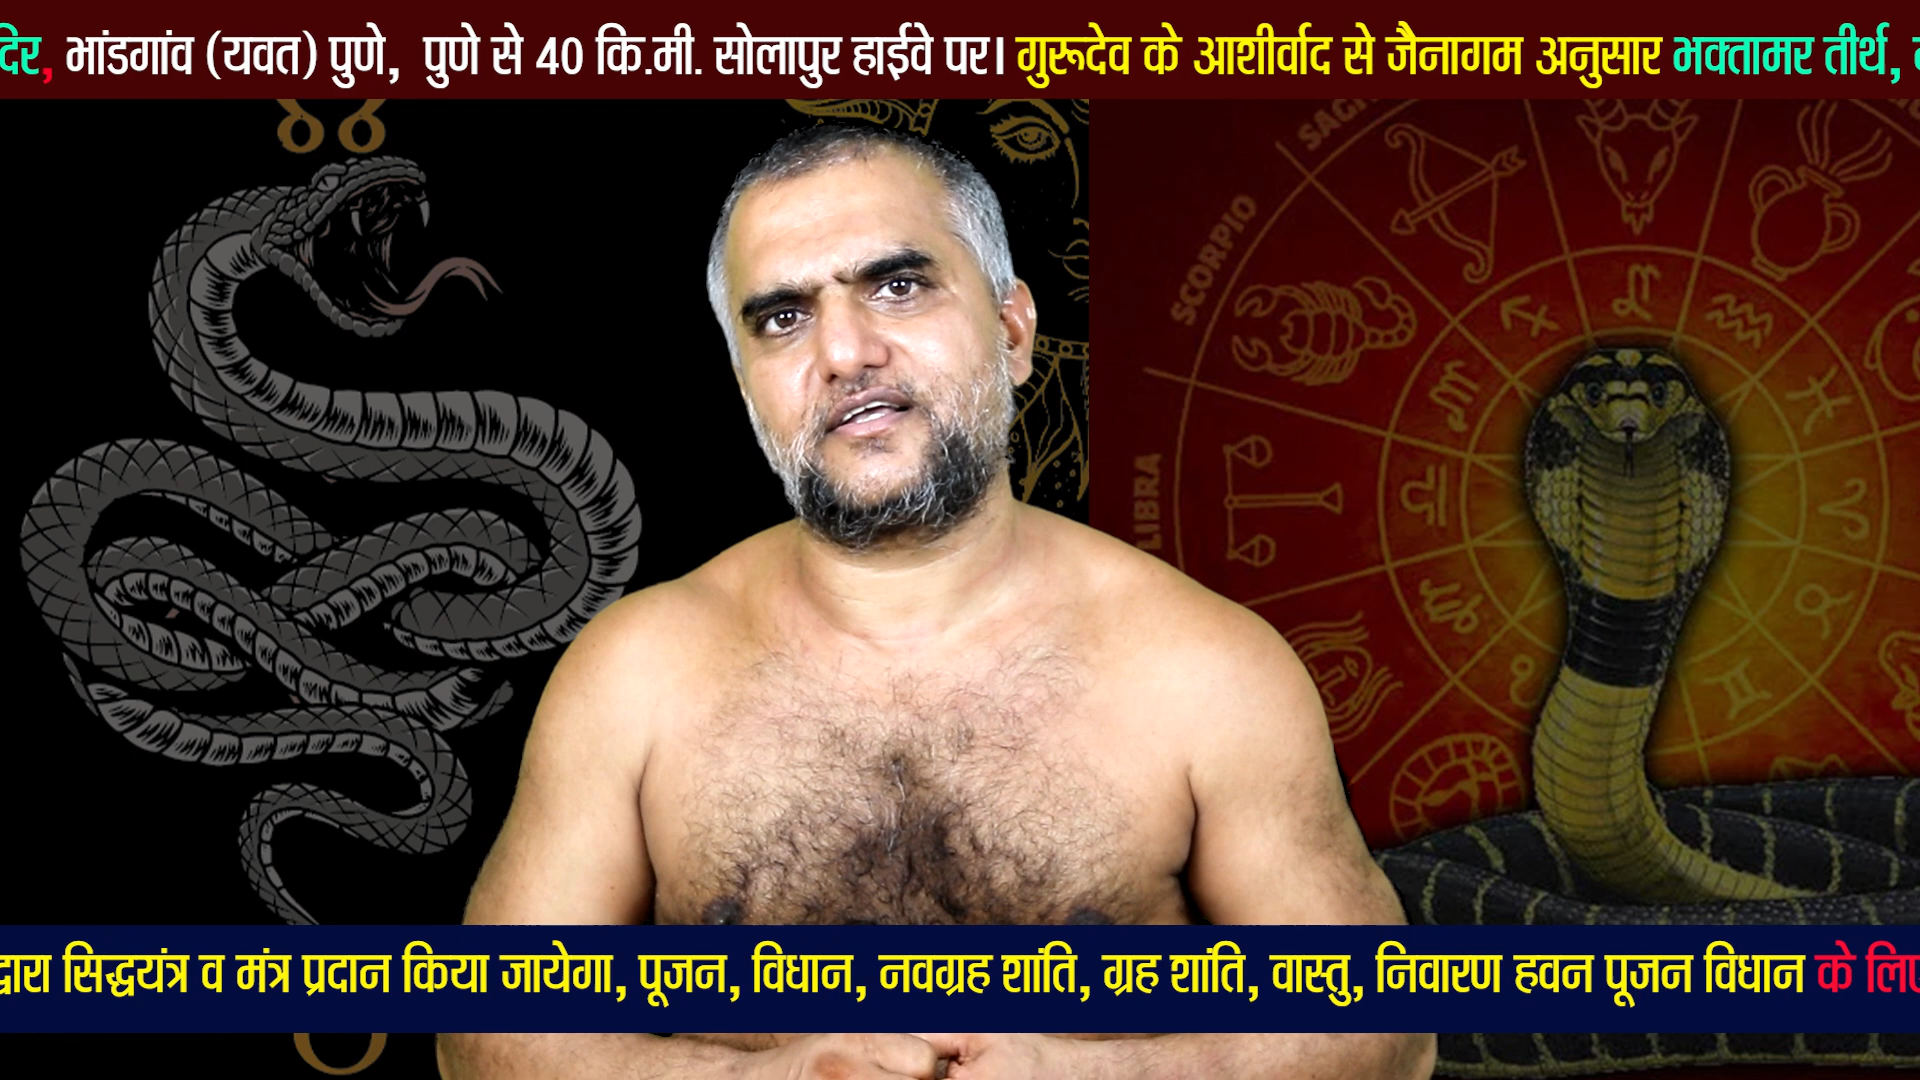 दिर, भांडगांव (यवत) पुणे, पुणे से 40 कि.मी. सोलापुर हाईवे पर। गुरूदेव के आशीर्वाद से जैनागम अनुसार भक्तामर तीर्थ,
SCORPIO
LIBRA
द्वारा सिद्धयंत्र व मंत्र प्रदान किया जायेगा, पूजन, विधान, नवग्रह शांति, ग्रह शांति, वास्तु, निवारण हवन पूजन विधान के लिए